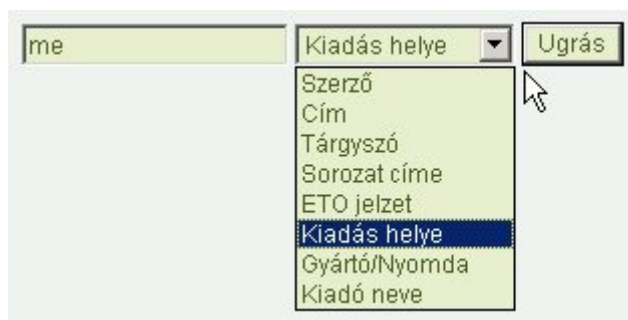 me Kiadás helye Ugrás
Szerző
Cím
Tárgyszó
Sorozat címe
ETO jelzet
Kiadás helye
Gyártó/Nyomda
Kiadó neve